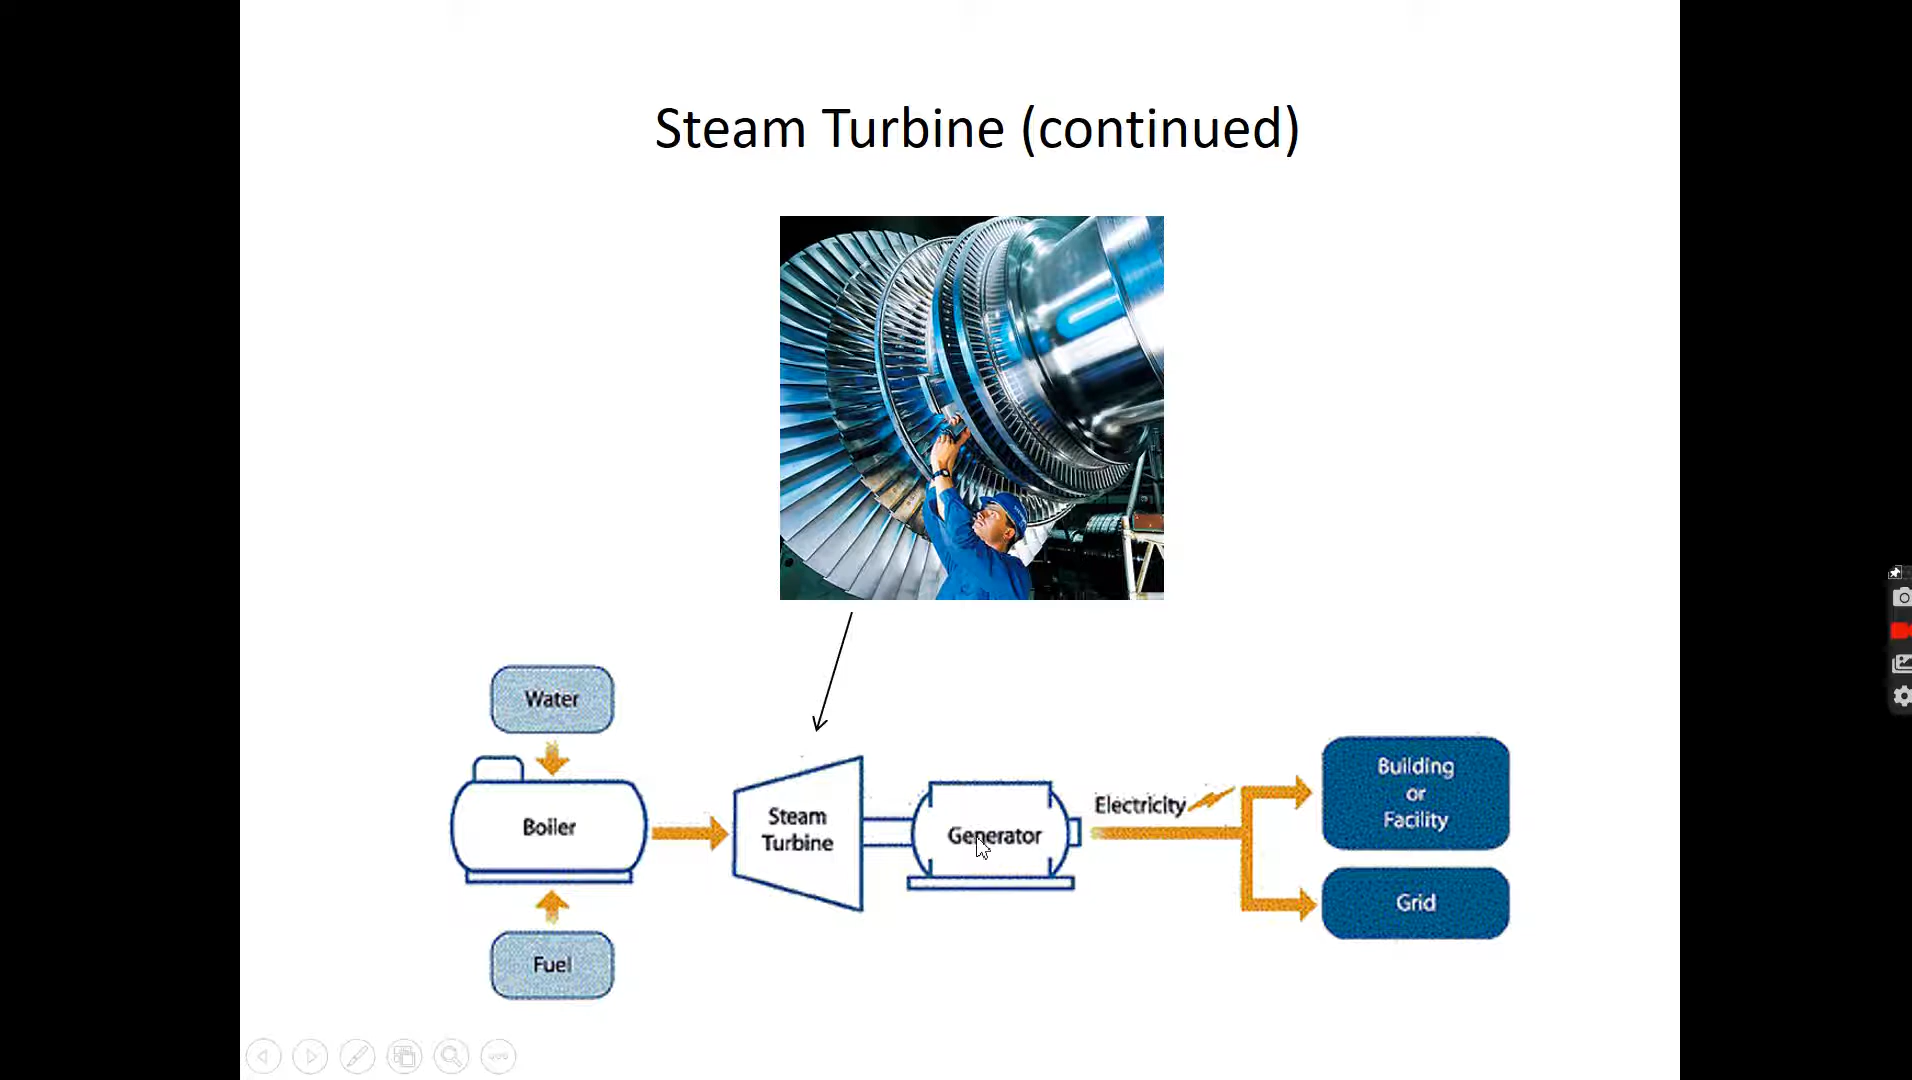 Steam Turbine (continued)
Water
Boiler
Steam
Turbine
Generator
Electricity
Building
or
Facility
Grid
Fuel